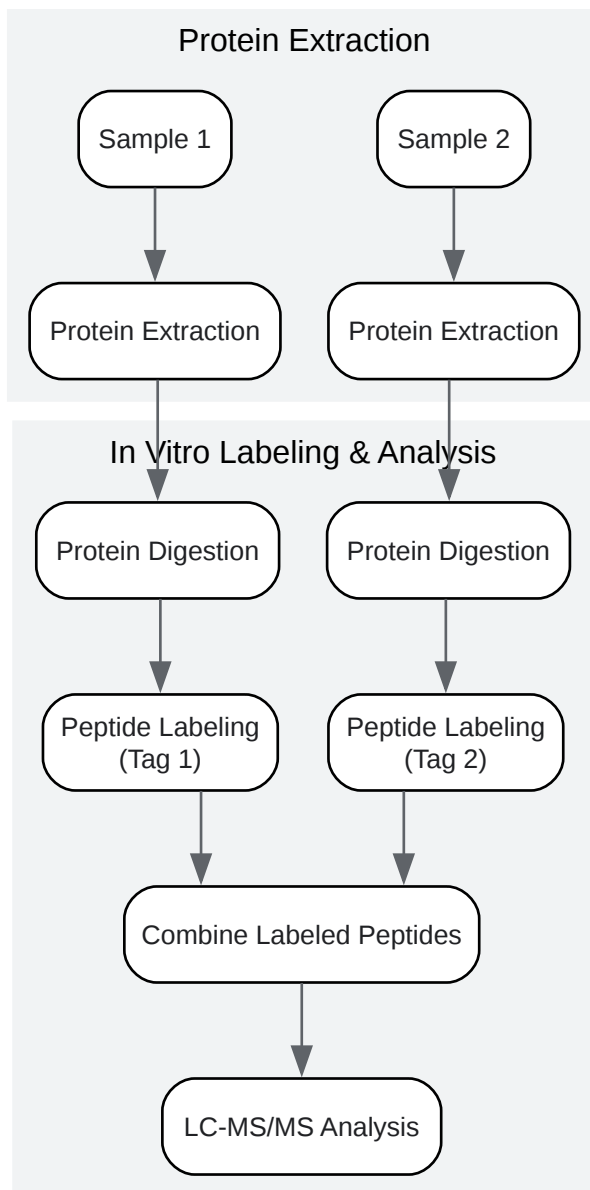 Protein Extraction
Sample 1
Sample 2
Protein Extraction
Protein Extraction
In Vitro Labeling & Analysis
Protein Digestion
Protein Digestion
Peptide Labeling
(Tag 1)
Peptide Labeling
(Tag 2)
Combine Labeled Peptides
LC-MS/MS Analysis